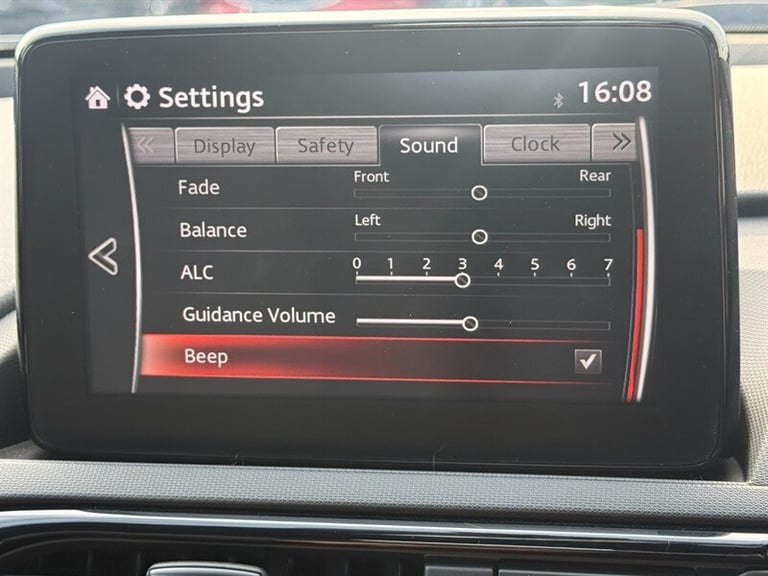 Settings 16:08
Display Safety Sound Clock
Fade Front Rear
Balance Left Right
ALC 0 1 2 3 4 5 6 7
Guidance Volume
Beep